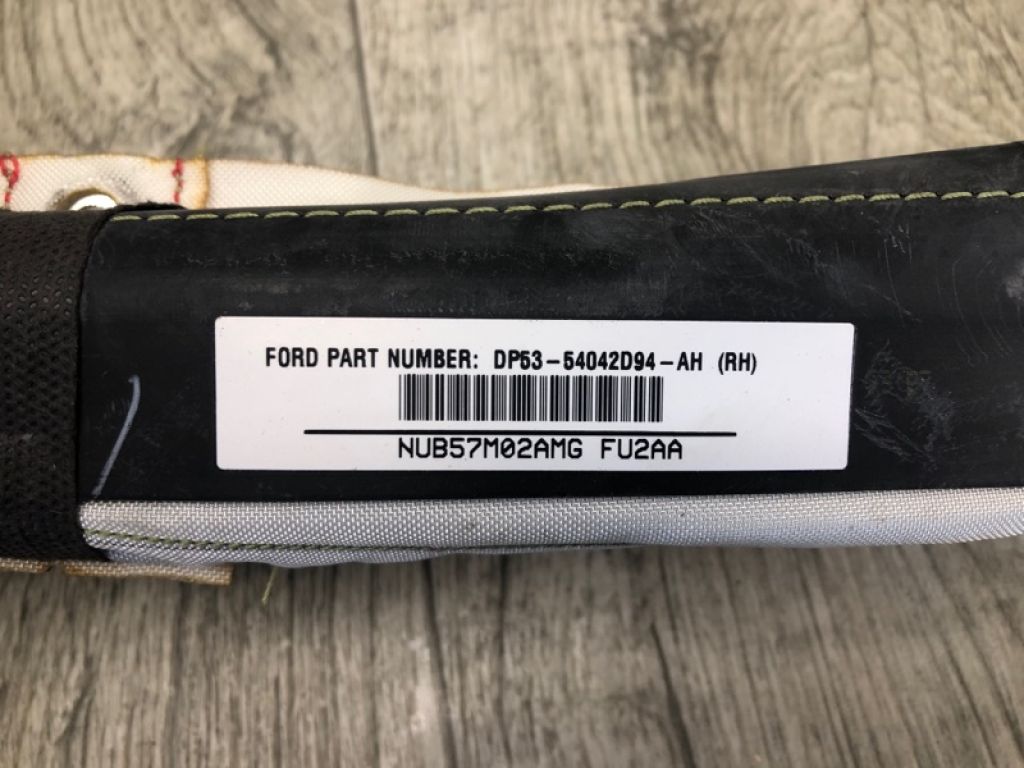 FORD PART NUMBER: DP53-54042D94-AH (RH)
NUB57M02AMG FU2AA